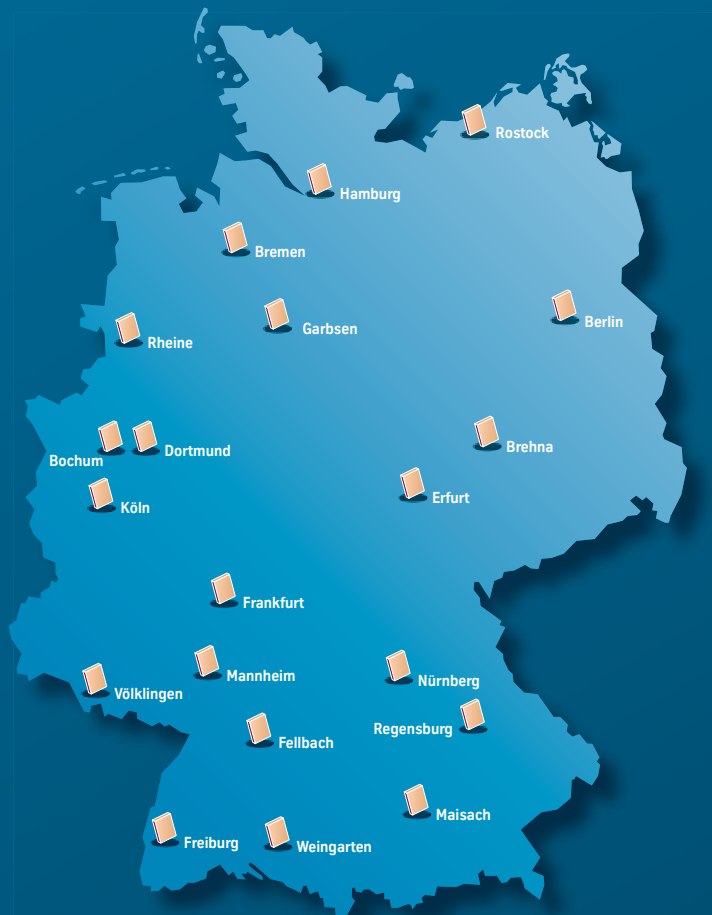 Rostock
Hamburg
Bremen
Berlin
Garbsen
Rheine
Brehna
Dortmund
Bochum
Erfurt
Köln
Frankfurt
Mannheim
Nürnberg
Völklingen
Regensburg
Fellbach
Maisach
Freiburg
Weingarten